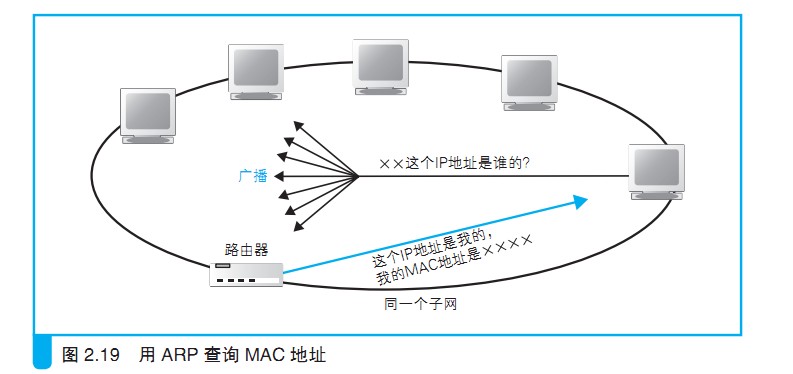 ××这个IP地址是谁的?
广播
路由器
这个IP地址是我的，
我的MAC地址是××××
同一个子网
图 2.19 用 ARP 查询 MAC 地址